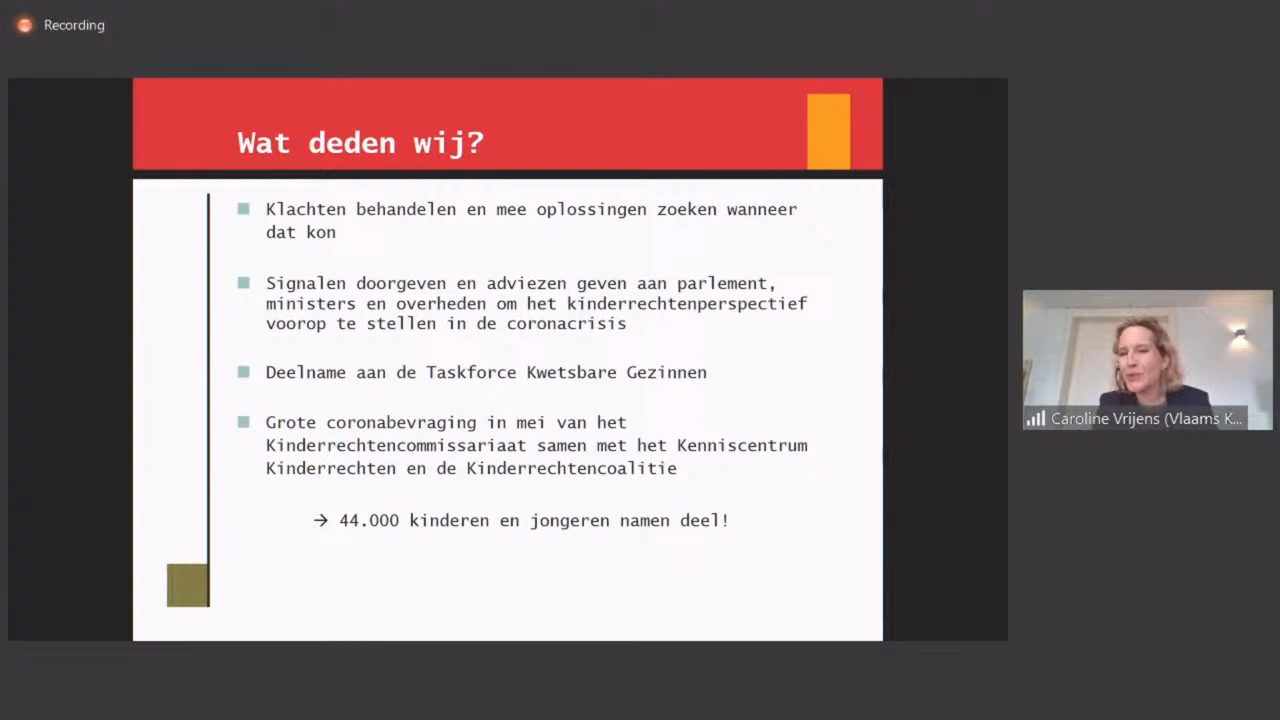 Recording
Wat deden wij?
Klachten behandelen en mee oplossingen zoeken wanneer
dat kon
Signalen doorgeven en adviezen geven aan parlement,
ministers en overheden om het kinderrechtenperspectief
voorop te stellen in de coronacrisis
Deelname aan de Taskforce Kwetsbare Gezinnen
Grote coronabevraging in mei van het
Kinderrechtencommissariaat samen met het Kenniscentrum
Kinderrechten en de Kinderrechtencoalitie
→ 44.000 kinderen en jongeren namen deel!
Caroline Vrijens (Vlaams K...